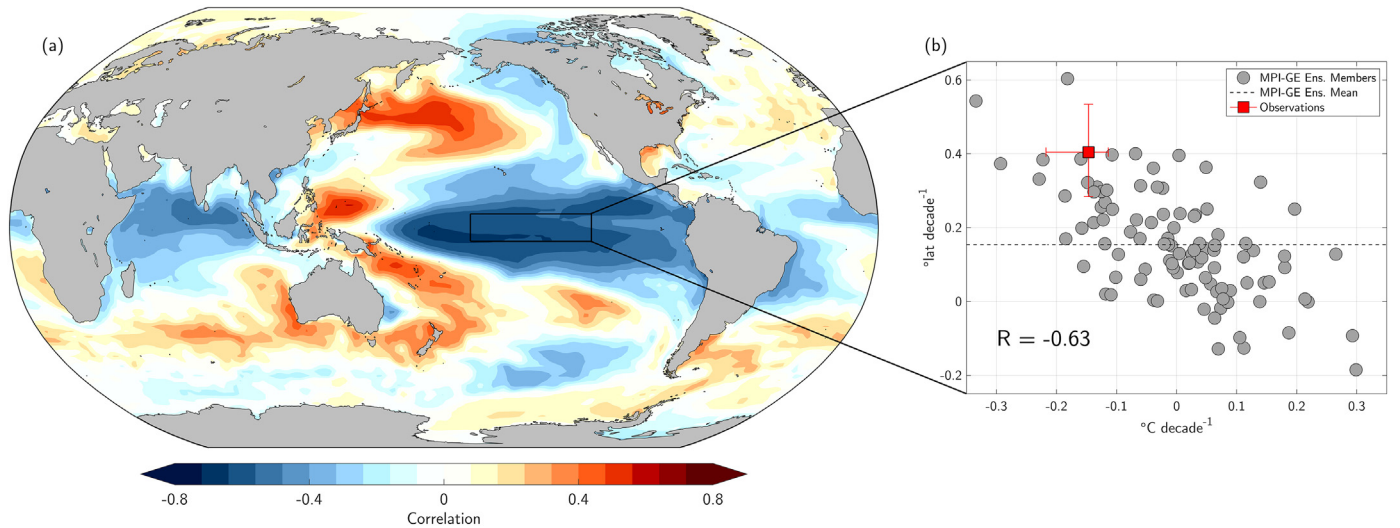 (a)
-0.8
-0.4
0
0.4
0.8
Correlation
(b)
MPI-GE Ens. Members
MPI-GE Ens. Mean
Observations
0.6
0.4
0.2
0
-0.2
°lat decade⁻¹
R = -0.63
-0.3
-0.2
-0.1
0
0.1
0.2
0.3
°C decade⁻¹